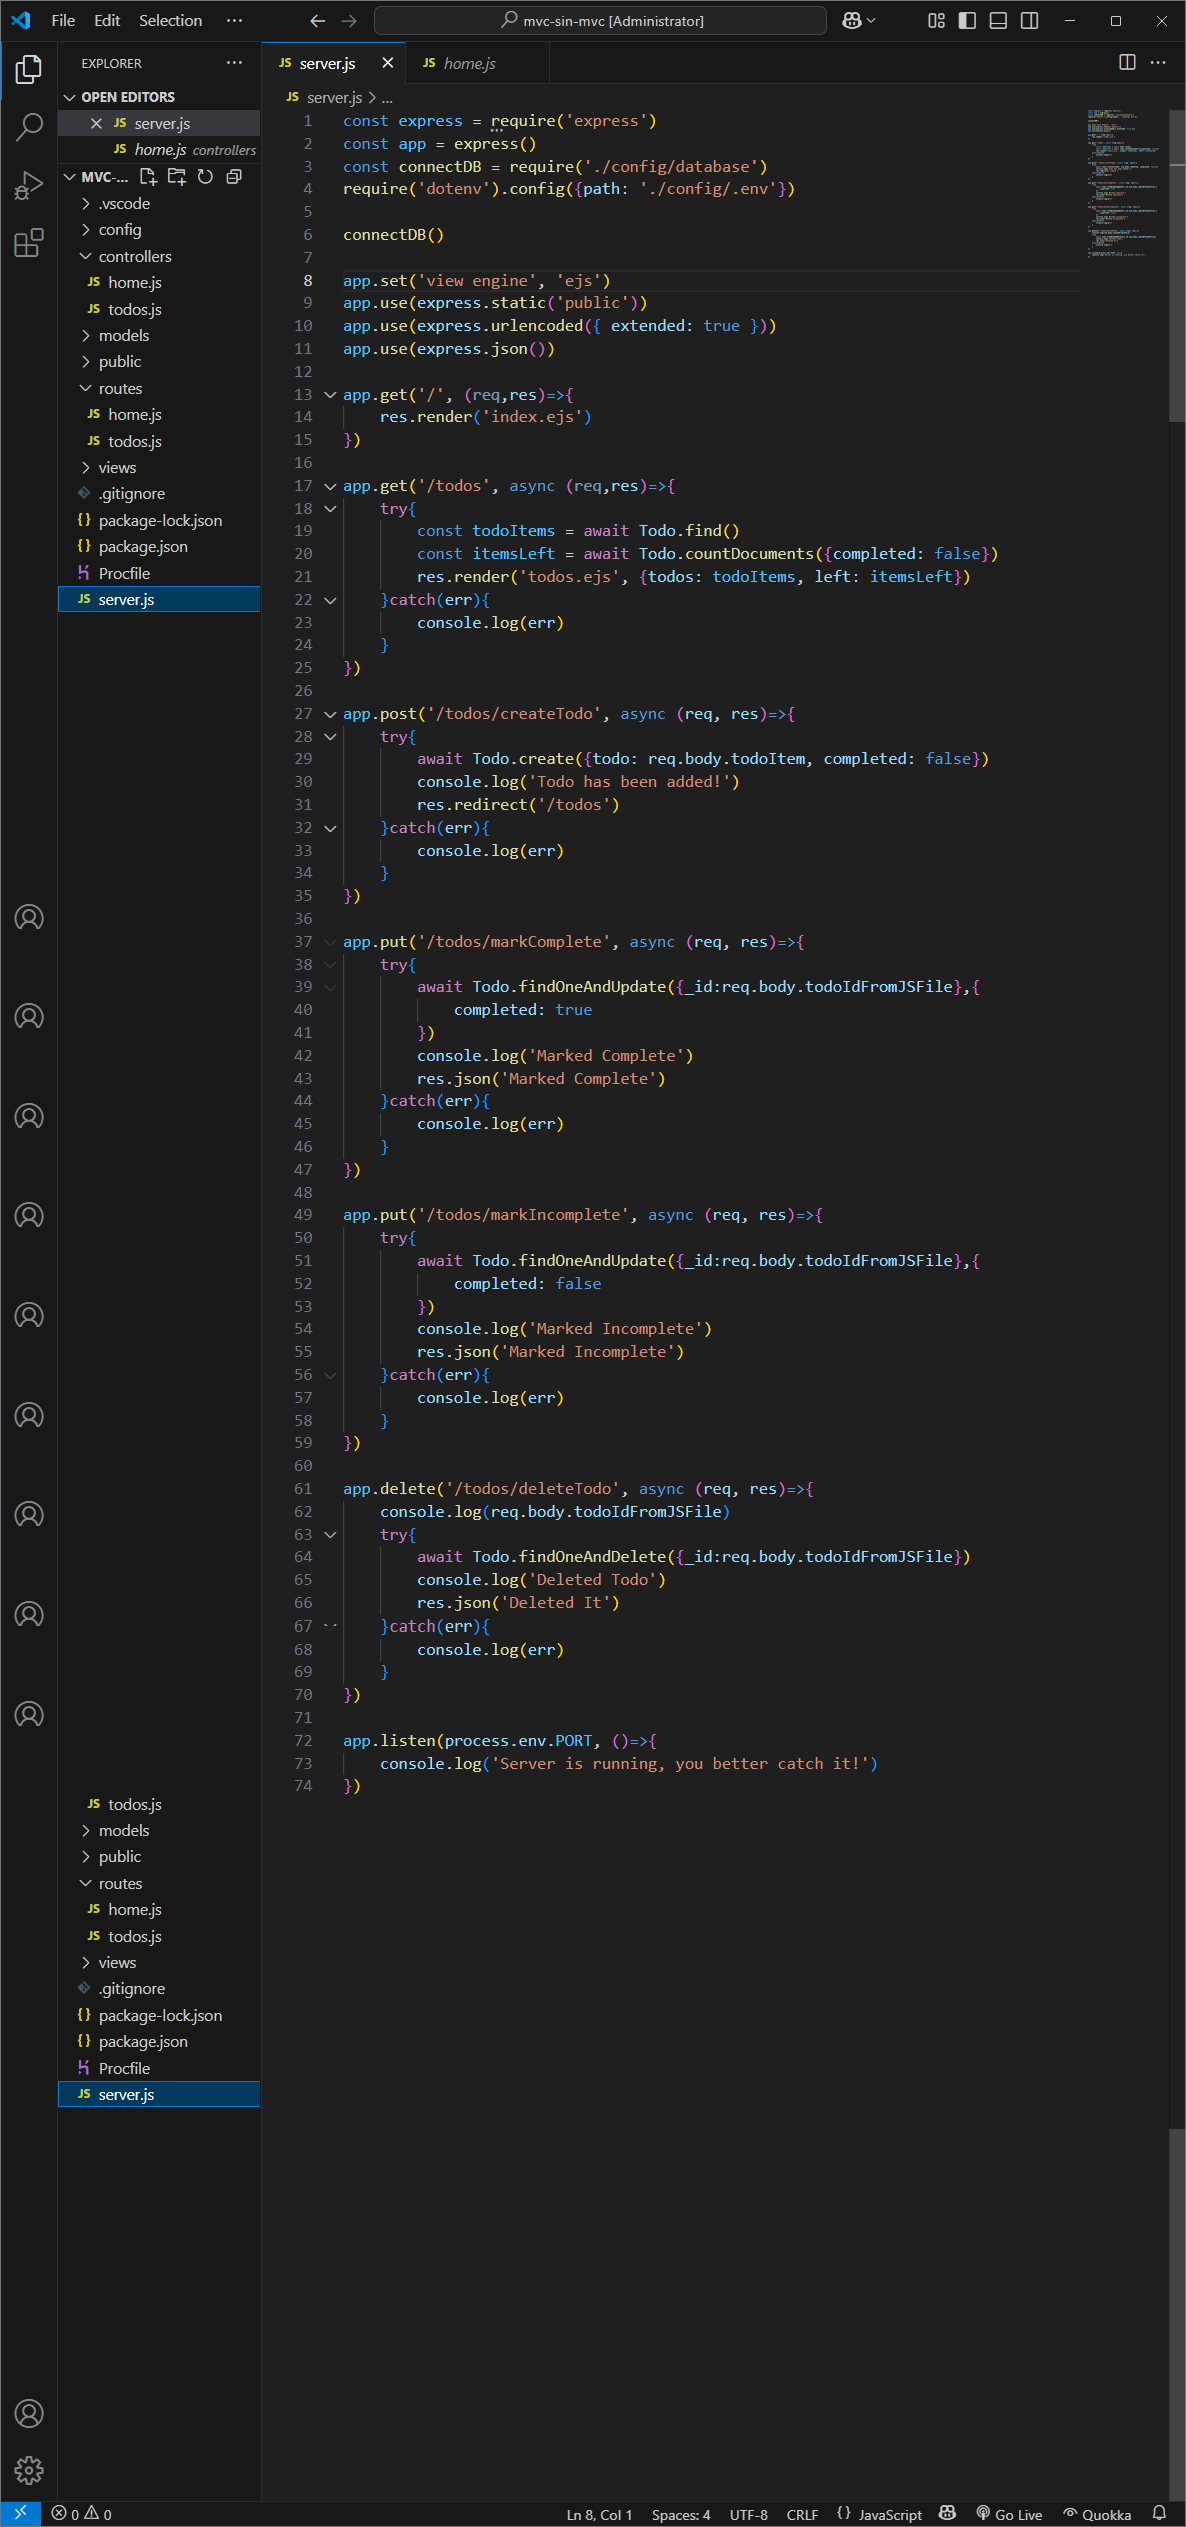 File Edit Selection ··· mvc-sin-mvc [Administrator]
EXPLORER ···
OPEN EDITORS
JS server.js
JS home.js controllers
MVC-...
.vscode
config
controllers
JS home.js
JS todos.js
models
public
routes
JS home.js
JS todos.js
views
.gitignore
{} package-lock.json
{} package.json
Procfile
JS server.js
JS todos.js
models
public
routes
JS home.js
JS todos.js
views
.gitignore
{} package-lock.json
{} package.json
Procfile
JS server.js
JS server.js JS home.js ···
JS server.js > ...
1 const express = require('express')
2 const app = express()
3 const connectDB = require('./config/database')
4 require('dotenv').config({path: './config/.env'})
5
6 connectDB()
7
8 app.set('view engine', 'ejs')
9 app.use(express.static('public'))
10 app.use(express.urlencoded({ extended: true }))
11 app.use(express.json())
12
13 app.get('/', (req,res)=>{
14     res.render('index.ejs')
15 })
16
17 app.get('/todos', async (req,res)=>{
18     try{
19         const todoItems = await Todo.find()
20         const itemsLeft = await Todo.countDocuments({completed: false})
21         res.render('todos.ejs', {todos: todoItems, left: itemsLeft})
22     }catch(err){
23         console.log(err)
24     }
25 })
26
27 app.post('/todos/createTodo', async (req, res)=>{
28     try{
29         await Todo.create({todo: req.body.todoItem, completed: false})
30         console.log('Todo has been added!')
31         res.redirect('/todos')
32     }catch(err){
33         console.log(err)
34     }
35 })
36
37 app.put('/todos/markComplete', async (req, res)=>{
38     try{
39         await Todo.findOneAndUpdate({_id:req.body.todoIdFromJSFile},{
40             completed: true
41         })
42         console.log('Marked Complete')
43         res.json('Marked Complete')
44     }catch(err){
45         console.log(err)
46     }
47 })
48
49 app.put('/todos/markIncomplete', async (req, res)=>{
50     try{
51         await Todo.findOneAndUpdate({_id:req.body.todoIdFromJSFile},{
52             completed: false
53         })
54         console.log('Marked Incomplete')
55         res.json('Marked Incomplete')
56     }catch(err){
57         console.log(err)
58     }
59 })
60
61 app.delete('/todos/deleteTodo', async (req, res)=>{
62     console.log(req.body.todoIdFromJSFile)
63     try{
64         await Todo.findOneAndDelete({_id:req.body.todoIdFromJSFile})
65         console.log('Deleted Todo')
66         res.json('Deleted It')
67     }catch(err){
68         console.log(err)
69     }
70 })
71
72 app.listen(process.env.PORT, ()=>{
73     console.log('Server is running, you better catch it!')
74 })
0 0 Ln 8, Col 1 Spaces: 4 UTF-8 CRLF {} JavaScript Go Live Quokka